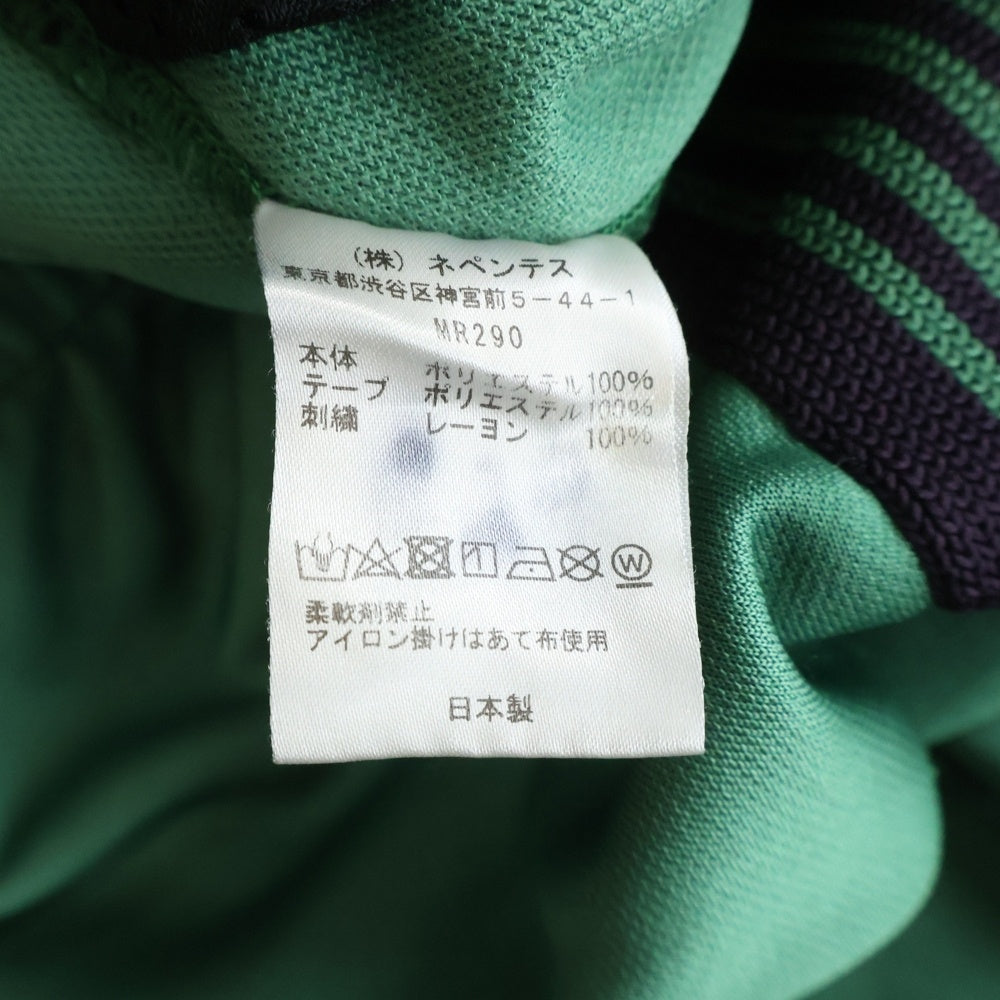 (株) ネペンテス
東京都渋谷区神宮前5-44-1
MR290
本体 ポリエステル100%
テープ ポリエステル100%
刺繍 レーヨン 100%
W
柔軟剤禁止
アイロン掛けはあて布使用
日本製